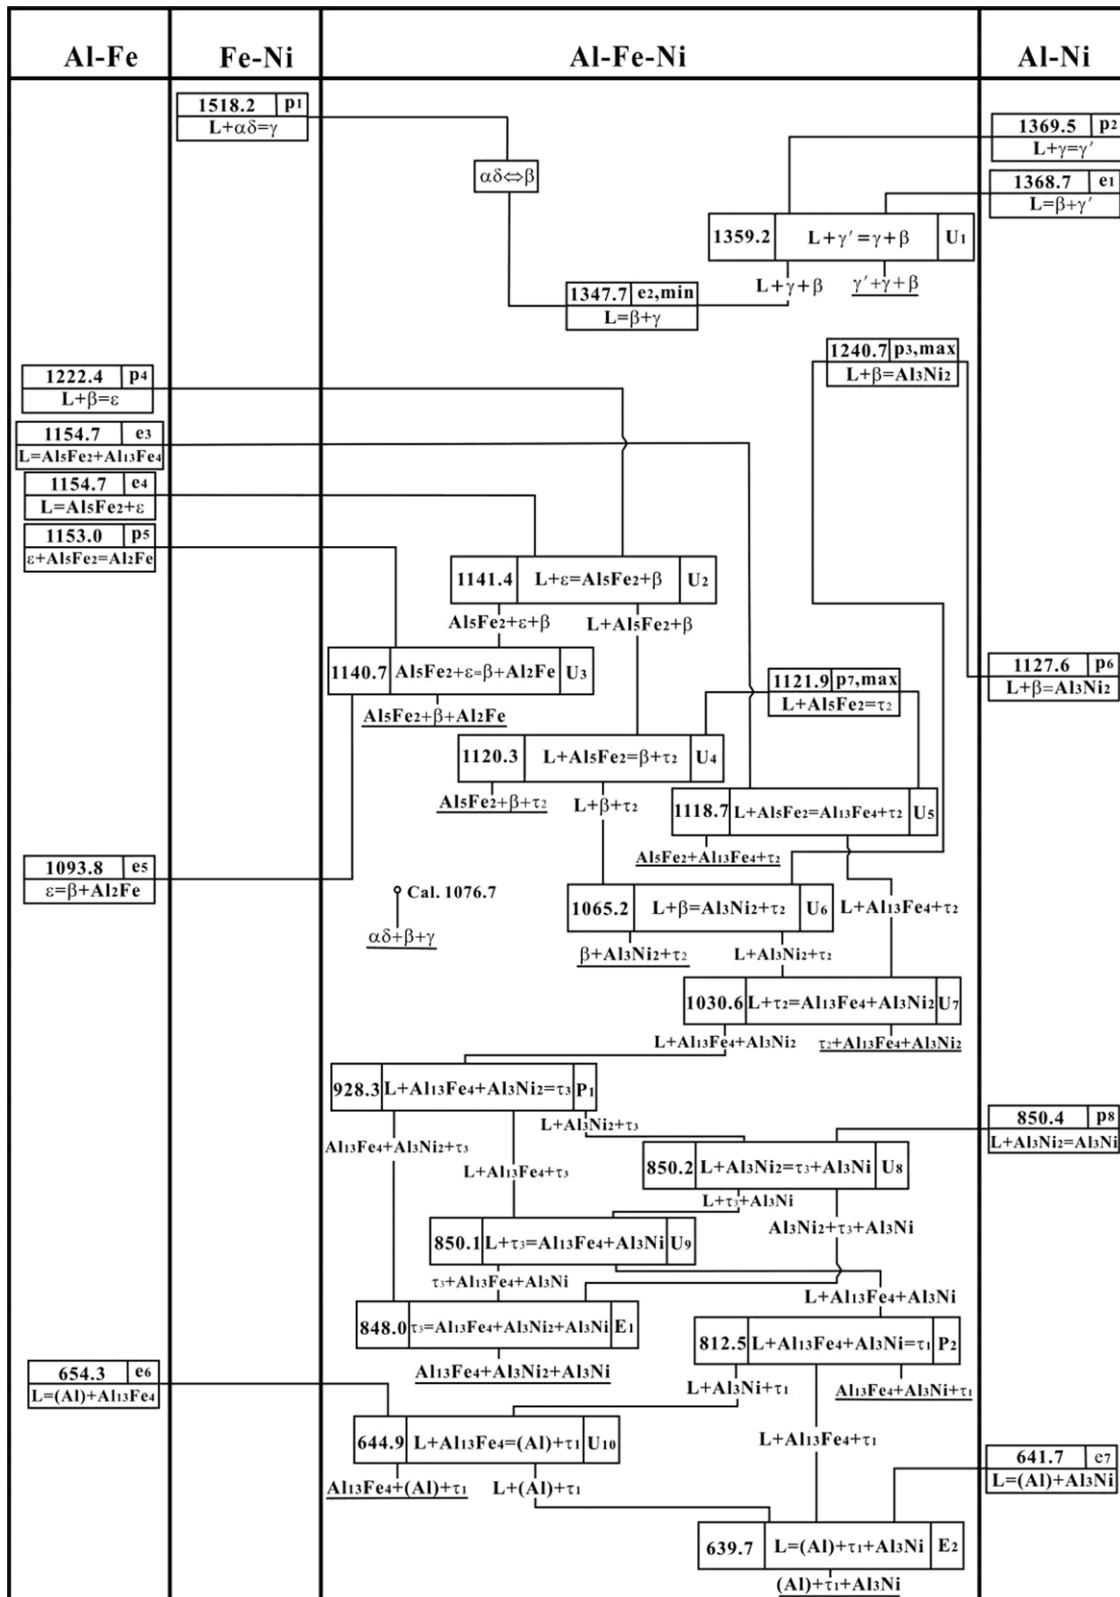 Al-Fe Fe-Ni Al-Fe-Ni Al-Ni
1518.2 p1
L+αδ=γ
1369.5 p2
L+γ=γ′
αδ⇔β
1368.7 e1
L=β+γ′
1359.2 L+γ′=γ+β U1
L+γ+β γ′+γ+β
1347.7 e2,min
L=β+γ
1240.7 p3,max
L+β=Al3Ni2
1222.4 p4
L+β=ε
1154.7 e3
L=Al5Fe2+Al13Fe4
1154.7 e4
L=Al5Fe2+ε
1153.0 p5
ε+Al5Fe2=Al2Fe
1141.4 L+ε=Al5Fe2+β U2
Al5Fe2+ε+β L+Al5Fe2+β
1140.7 Al5Fe2+ε=β+Al2Fe U3
1127.6 p6
L+β=Al3Ni2
Al5Fe2+β+Al2Fe
1121.9 p7,max
L+Al5Fe2=τ2
1120.3 L+Al5Fe2=β+τ2 U4
Al5Fe2+β+τ2 L+β+τ2
1118.7 L+Al5Fe2=Al13Fe4+τ2 U5
Al5Fe2+Al13Fe4+τ2
1093.8 e5
ε=β+Al2Fe
Cal. 1076.7
αδ+β+γ
1065.2 L+β=Al3Ni2+τ2 U6
L+Al13Fe4+τ2
β+Al3Ni2+τ2 L+Al3Ni2+τ2
1030.6 L+τ2=Al13Fe4+Al3Ni2 U7
L+Al13Fe4+Al3Ni2 τ2+Al13Fe4+Al3Ni2
928.3 L+Al13Fe4+Al3Ni2=τ3 P1
850.4 p8
L+Al3Ni2=Al3Ni
L+Al3Ni2+τ3
Al13Fe4+Al3Ni2+τ3
L+Al13Fe4+τ3
850.2 L+Al3Ni2=τ3+Al3Ni U8
L+τ3+Al3Ni
Al3Ni2+τ3+Al3Ni
850.1 L+τ3=Al13Fe4+Al3Ni U9
τ3+Al13Fe4+Al3Ni
L+Al13Fe4+Al3Ni
848.0 τ3=Al13Fe4+Al3Ni2+Al3Ni E1
812.5 L+Al13Fe4+Al3Ni=τ1 P2
Al13Fe4+Al3Ni2+Al3Ni
654.3 e6
L=(Al)+Al13Fe4
L+Al3Ni+τ1 Al13Fe4+Al3Ni+τ1
644.9 L+Al13Fe4=(Al)+τ1 U10
L+Al13Fe4+τ1
641.7 e7
L=(Al)+Al3Ni
Al13Fe4+(Al)+τ1 L+(Al)+τ1
639.7 L=(Al)+τ1+Al3Ni E2
(Al)+τ1+Al3Ni